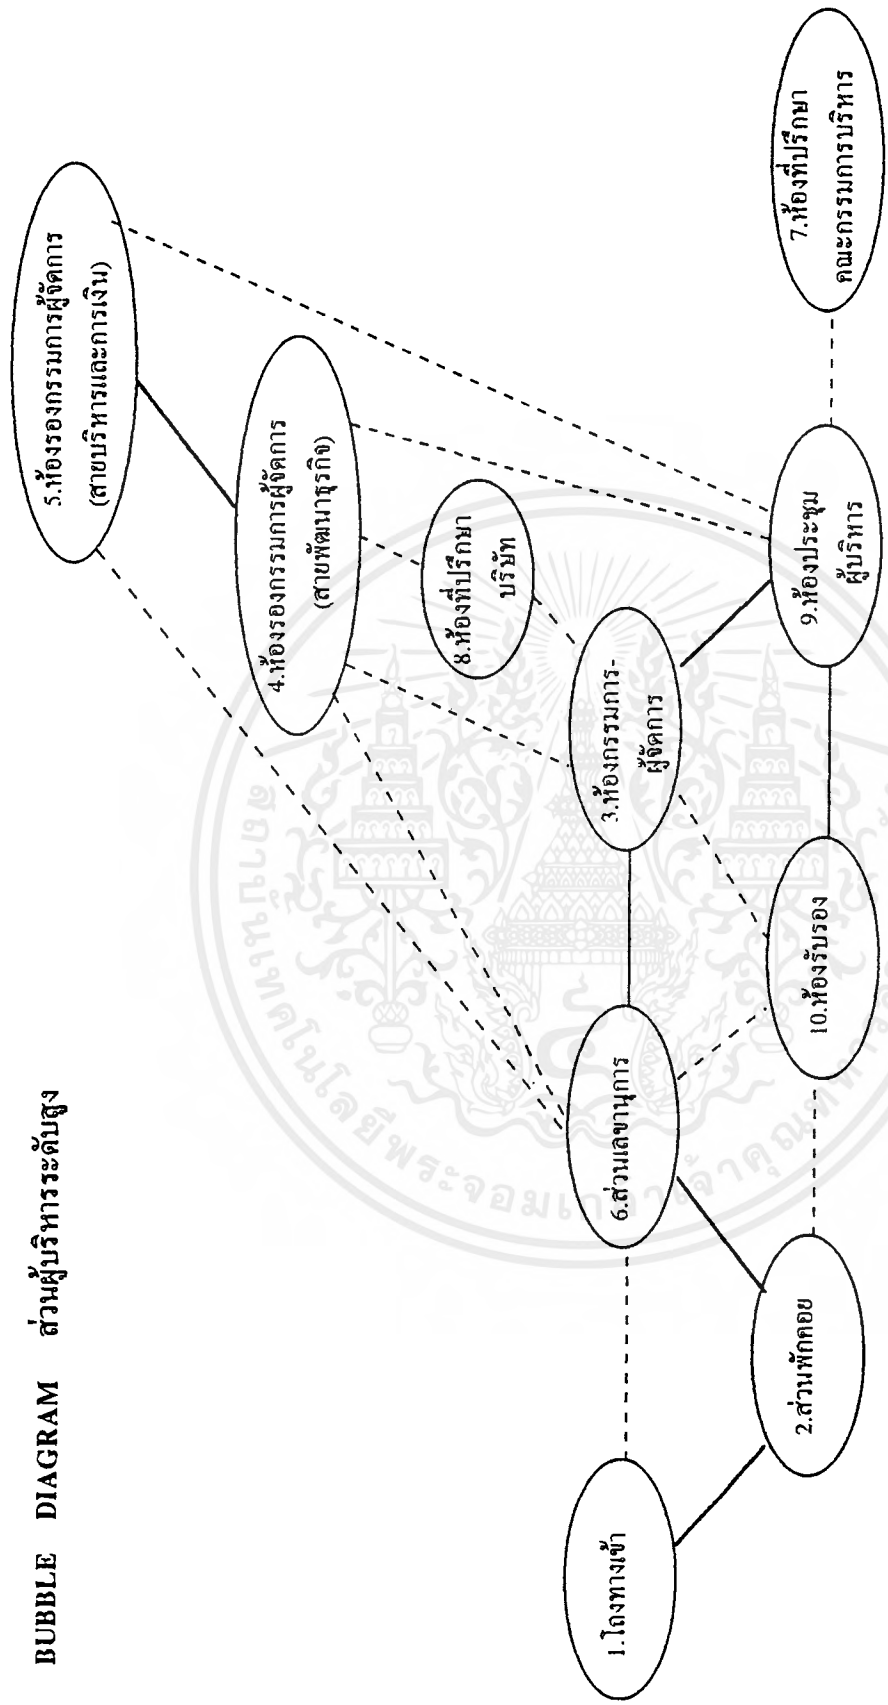 BUBBLE DIAGRAM ส่วนผู้บริหารระดับสูง
5.ห้องรองกรรมการผู้จัดการ
(สายบริหารและการเงิน)
4.ห้องรองกรรมการผู้จัดการ
(สายพัฒนาธุรกิจ)
8.ห้องที่ปรึกษา
บริษัท
1.โถงทางเข้า
6.ส่วนเลขานุการ
3.ห้องกรรมการ-
ผู้จัดการ
2.ส่วนพักคอย
10.ห้องรับรอง
9.ห้องประชุม
ผู้บริหาร
7.ห้องที่ปรึกษา
คณะกรรมการบริหาร